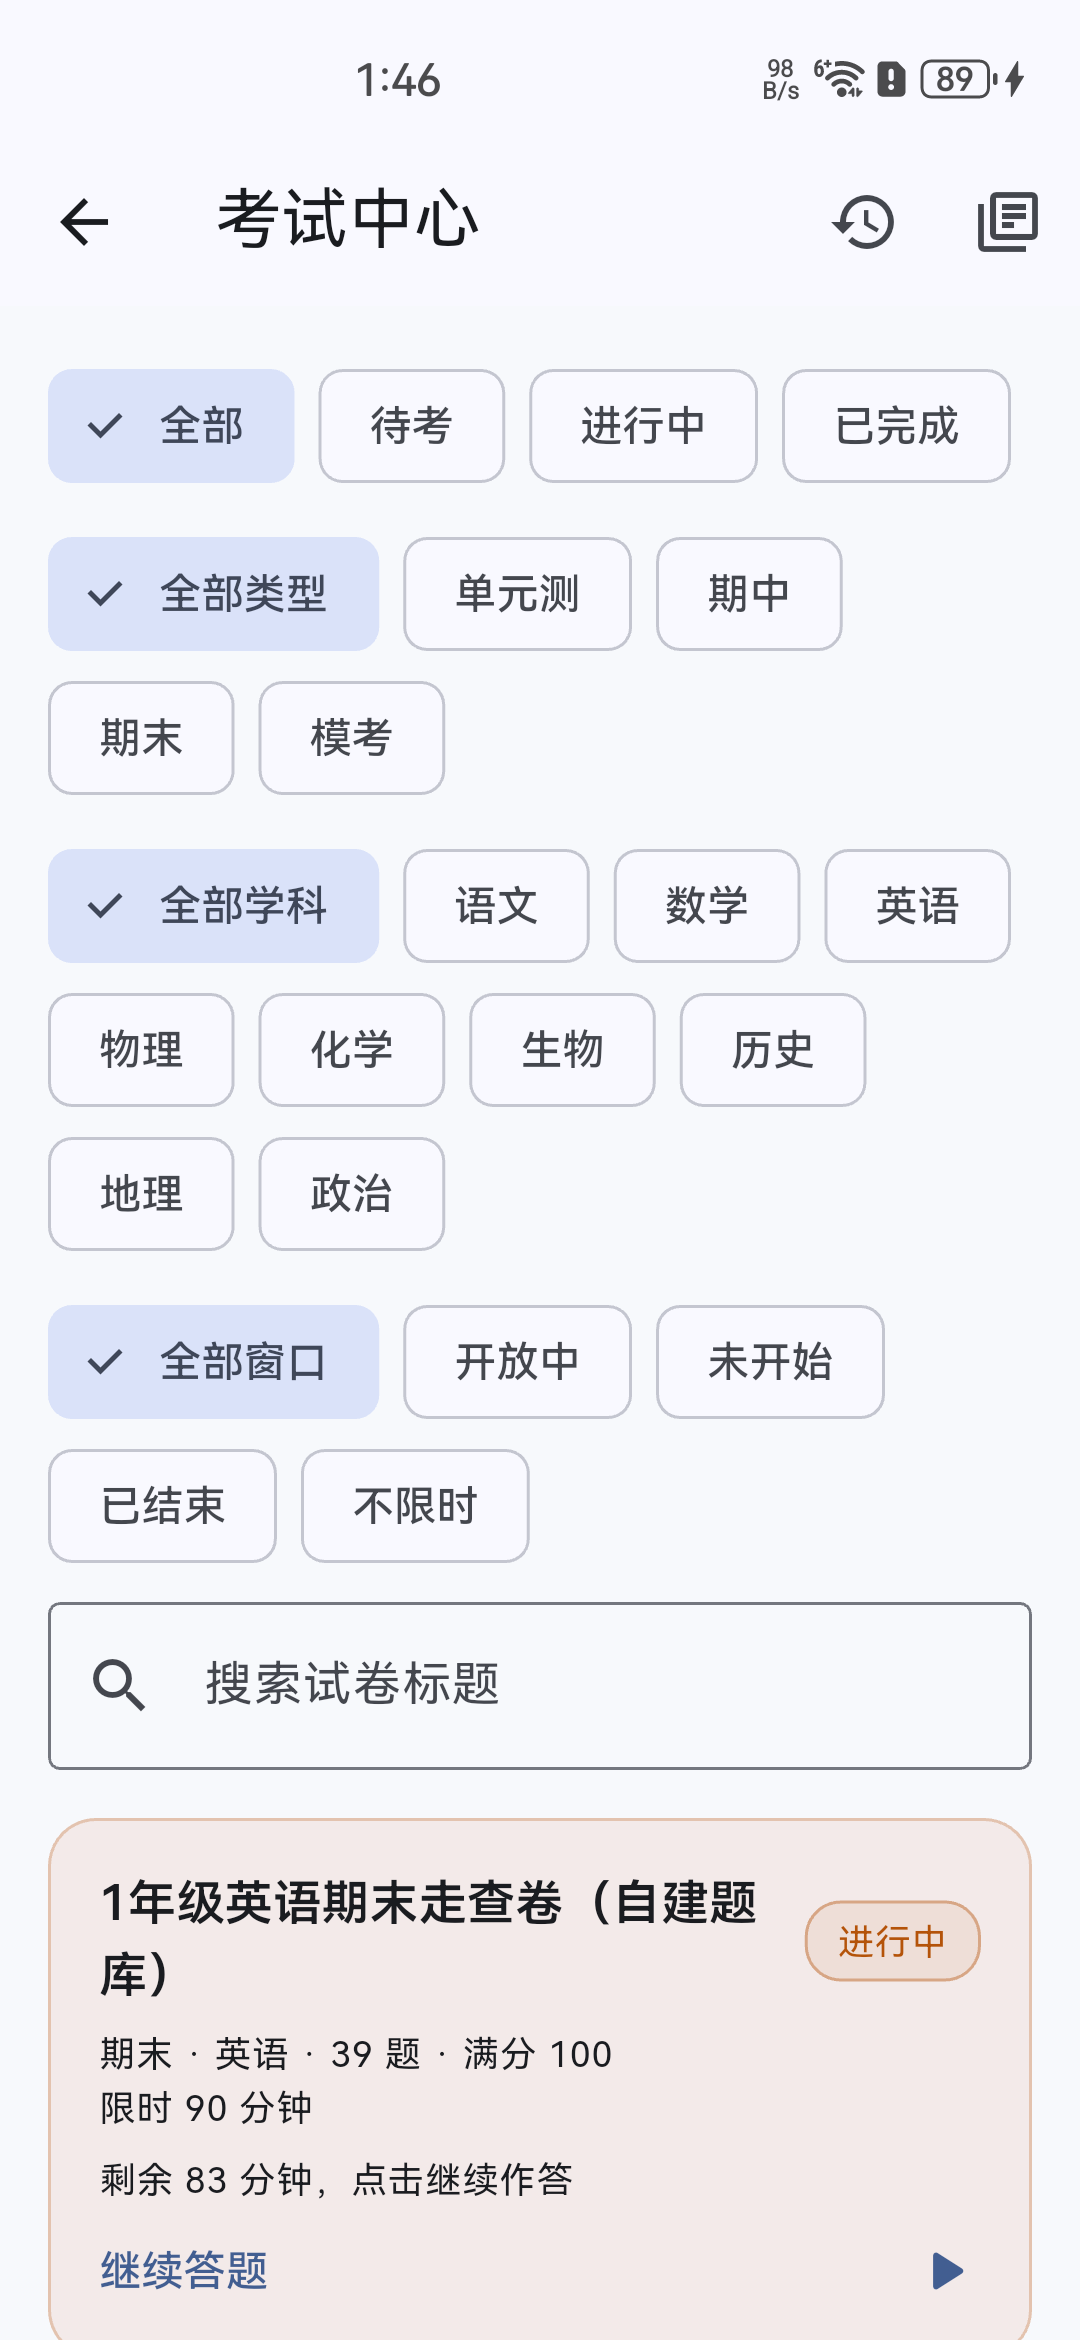 1:46
98
B/s
6+
89
考试中心
全部
待考
进行中
已完成
全部类型
单元测
期中
期末
模考
全部学科
语文
数学
英语
物理
化学
生物
历史
地理
政治
全部窗口
开放中
未开始
已结束
不限时
搜索试卷标题
1年级英语期末走查卷（自建题
库）
进行中
期末 · 英语 · 39 题 · 满分 100
限时 90 分钟
剩余 83 分钟，点击继续作答
继续答题